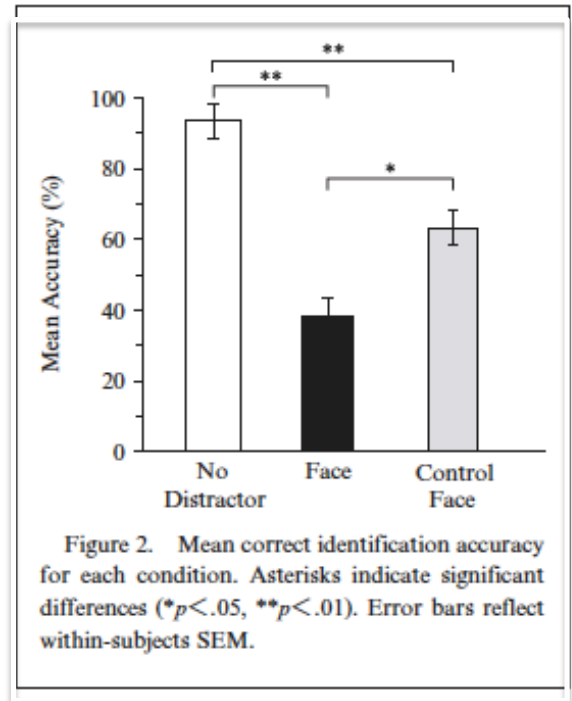 **
**
*
100
80
60
40
20
0
Mean Accuracy (%)
No Distractor
Face
Control Face
Figure 2. Mean correct identification accuracy
for each condition. Asterisks indicate significant
differences (*p<.05, **p<.01). Error bars reflect
within-subjects SEM.